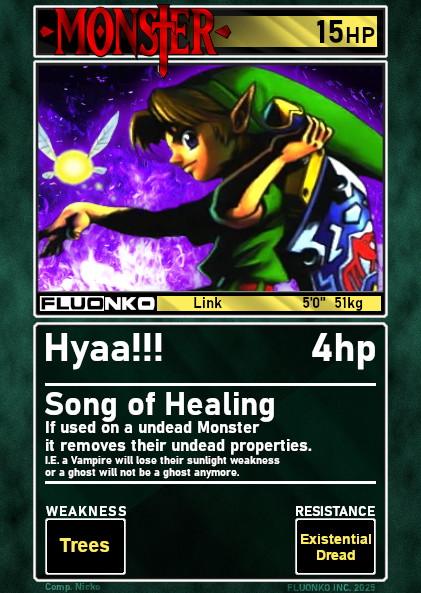 MONSTER 15HP
FLUONKO Link 5'0" 51kg
Hyaa!!! 4hp
Song of Healing
If used on a undead Monster
it removes their undead properties.
I.E. a Vampire will lose their sunlight weakness
or a ghost will not be a ghost anymore.
WEAKNESS RESISTANCE
Trees
Existential
Dread
Comp. Nicko FLUONKO INC. 2025